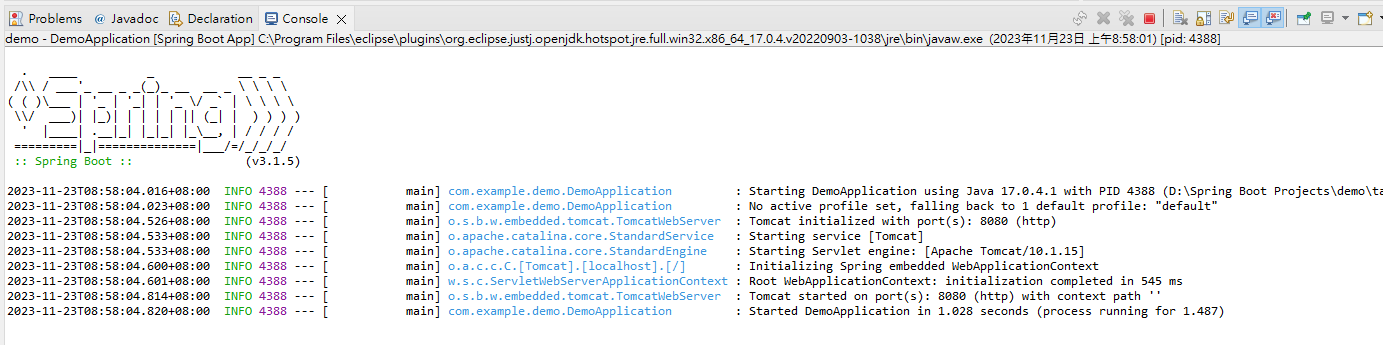 Problems @ Javadoc Declaration Console
demo - DemoApplication [Spring Boot App] C:\Program Files\eclipse\plugins\org.eclipse.justj.openjdk.hotspot.jre.full.win32.x86_64_17.0.4.v20220903-1038\jre\bin\javaw.exe (2023年11月23日 上午8:58:01) [pid: 4388]
  .   ____          _            __ _ _
 /\\ / ___'_ __ _ _(_)_ __  __ _ \ \ \ \
( ( )\___ | '_ | '_| | '_ \/ _` | \ \ \ \
 \\/  ___)| |_)| | | | | || (_| |  ) ) ) )
  '  |____| .__|_| |_|_| |_\__, | / / / /
 =========|_|==============|___/=/_/_/_/
 :: Spring Boot ::                (v3.1.5)
2023-11-23T08:58:04.016+08:00  INFO 4388 --- [           main] com.example.demo.DemoApplication         : Starting DemoApplication using Java 17.0.4.1 with PID 4388 (D:\Spring Boot Projects\demo\ta
2023-11-23T08:58:04.023+08:00  INFO 4388 --- [           main] com.example.demo.DemoApplication         : No active profile set, falling back to 1 default profile: "default"
2023-11-23T08:58:04.526+08:00  INFO 4388 --- [           main] o.s.b.w.embedded.tomcat.TomcatWebServer  : Tomcat initialized with port(s): 8080 (http)
2023-11-23T08:58:04.533+08:00  INFO 4388 --- [           main] o.apache.catalina.core.StandardService   : Starting service [Tomcat]
2023-11-23T08:58:04.533+08:00  INFO 4388 --- [           main] o.apache.catalina.core.StandardEngine    : Starting Servlet engine: [Apache Tomcat/10.1.15]
2023-11-23T08:58:04.600+08:00  INFO 4388 --- [           main] o.a.c.c.C.[Tomcat].[localhost].[/]       : Initializing Spring embedded WebApplicationContext
2023-11-23T08:58:04.601+08:00  INFO 4388 --- [           main] w.s.c.ServletWebServerApplicationContext : Root WebApplicationContext: initialization completed in 545 ms
2023-11-23T08:58:04.814+08:00  INFO 4388 --- [           main] o.s.b.w.embedded.tomcat.TomcatWebServer  : Tomcat started on port(s): 8080 (http) with context path ''
2023-11-23T08:58:04.820+08:00  INFO 4388 --- [           main] com.example.demo.DemoApplication         : Started DemoApplication in 1.028 seconds (process running for 1.487)